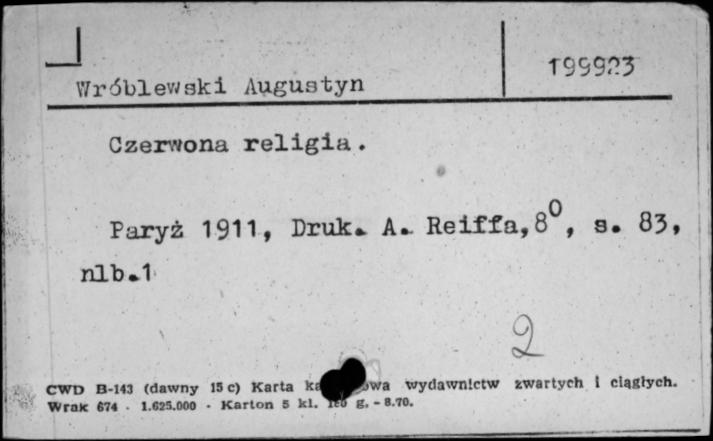 Wróblewski Augustyn
199923
Czerwona religia.
Paryż 1911, Druk. A. Reiffa, 8⁰, s. 83,
nlb.1
2
CWD B-143 (dawny 15 c) Karta wydawnictw zwartych i ciągłych.
Wrak 674 - 1.625.000 - Karton 5 kl. g. - 8.70.